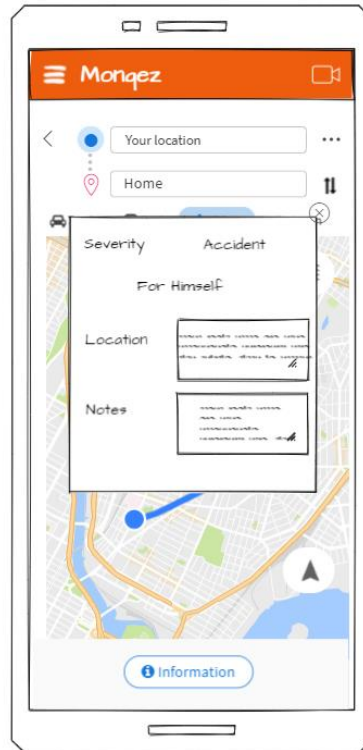 Monqez
Your location
Home
Severity Accident
For Himself
Location
Notes
Information